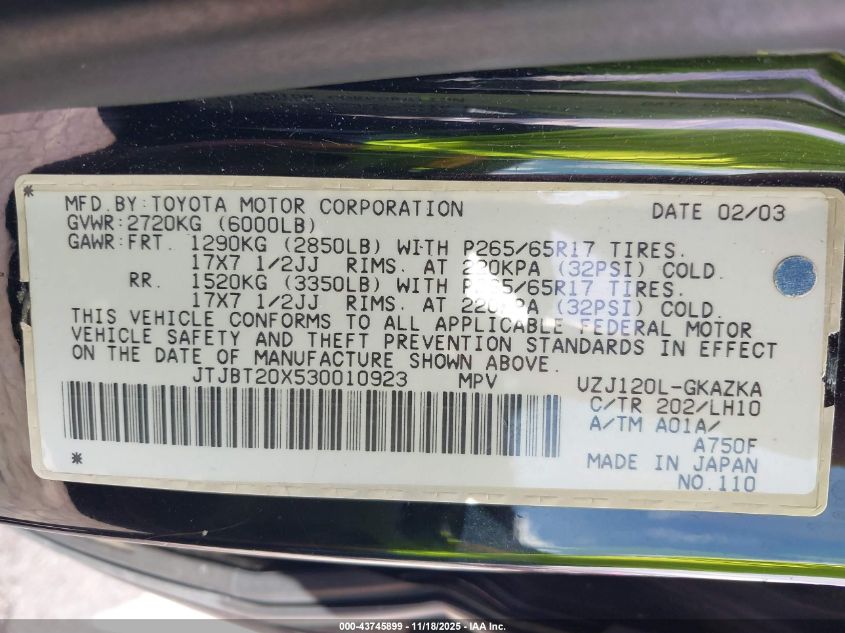 MFD. BY: TOYOTA MOTOR CORPORATION DATE 02/03
GVWR: 2720KG (6000LB)
GAWR: FRT. 1290KG (2850LB) WITH P265/65R17 TIRES.
17X7 1/2JJ RIMS. AT 220KPA (32PSI) COLD.
RR. 1520KG (3350LB) WITH P265/65R17 TIRES.
17X7 1/2JJ RIMS. AT 220KPA (32PSI) COLD.
THIS VEHICLE CONFORMS TO ALL APPLICABLE FEDERAL MOTOR
VEHICLE SAFETY AND THEFT PREVENTION STANDARDS IN EFFECT
ON THE DATE OF MANUFACTURE SHOWN ABOVE.
JTJBT20X530010923 MPV UZJ120L-GKAZKA
C/TR 202/LH10
A/TM A01A/
A750F
MADE IN JAPAN
NO.110
000-43745899 - 11/18/2025 - IAA Inc.